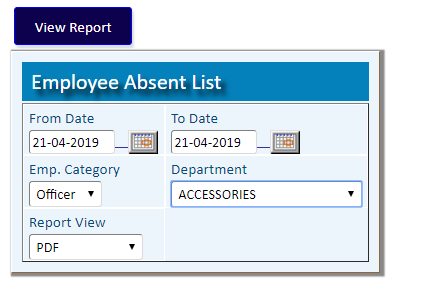 View Report
Employee Absent List
From Date To Date
21-04-2019 21-04-2019
Emp. Category Department
Officer ACCESSORIES
Report View
PDF